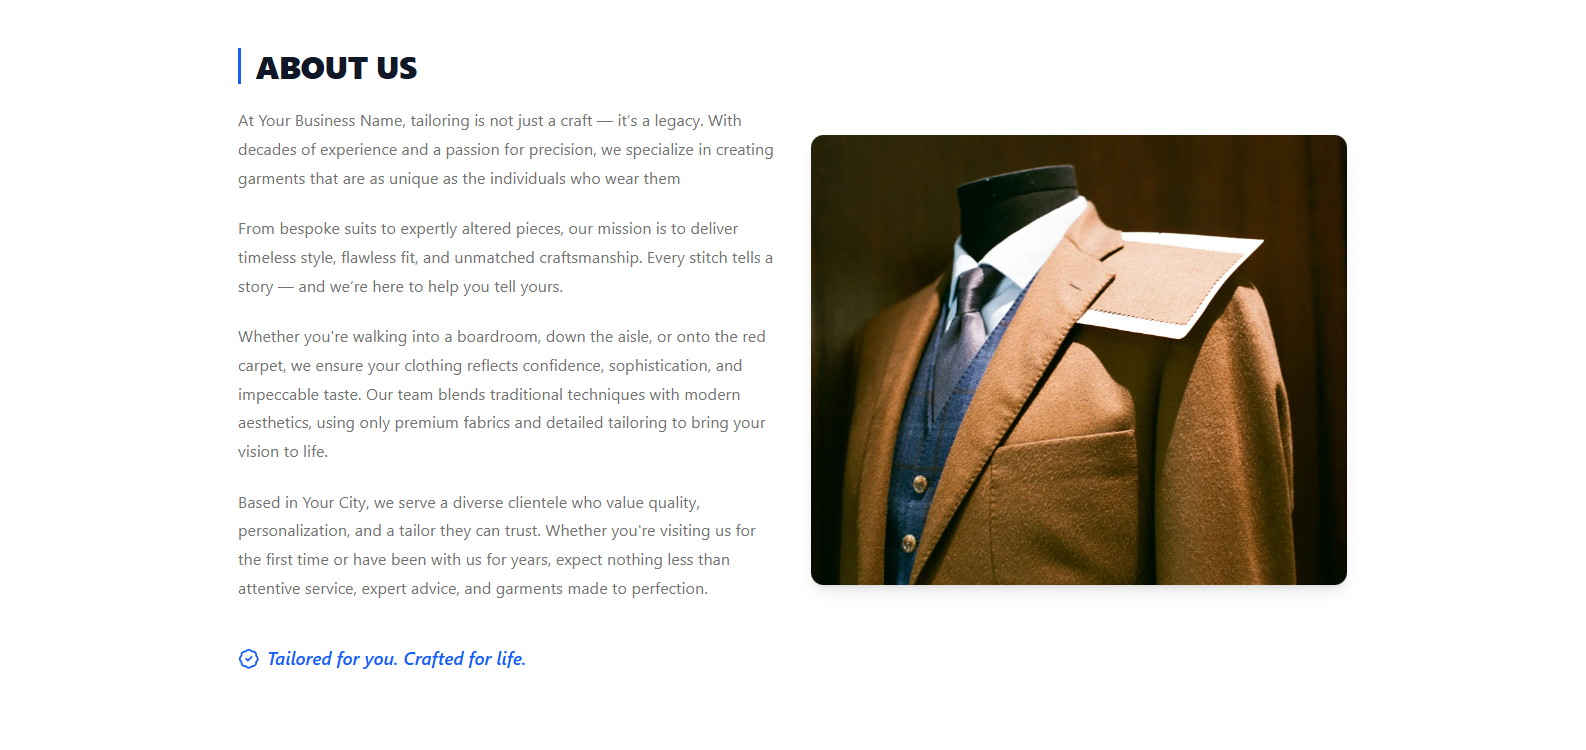 ABOUT US
At Your Business Name, tailoring is not just a craft — it’s a legacy. With
decades of experience and a passion for precision, we specialize in creating
garments that are as unique as the individuals who wear them
From bespoke suits to expertly altered pieces, our mission is to deliver
timeless style, flawless fit, and unmatched craftsmanship. Every stitch tells a
story — and we’re here to help you tell yours.
Whether you're walking into a boardroom, down the aisle, or onto the red
carpet, we ensure your clothing reflects confidence, sophistication, and
impeccable taste. Our team blends traditional techniques with modern
aesthetics, using only premium fabrics and detailed tailoring to bring your
vision to life.
Based in Your City, we serve a diverse clientele who value quality,
personalization, and a tailor they can trust. Whether you're visiting us for
the first time or have been with us for years, expect nothing less than
attentive service, expert advice, and garments made to perfection.
Tailored for you. Crafted for life.